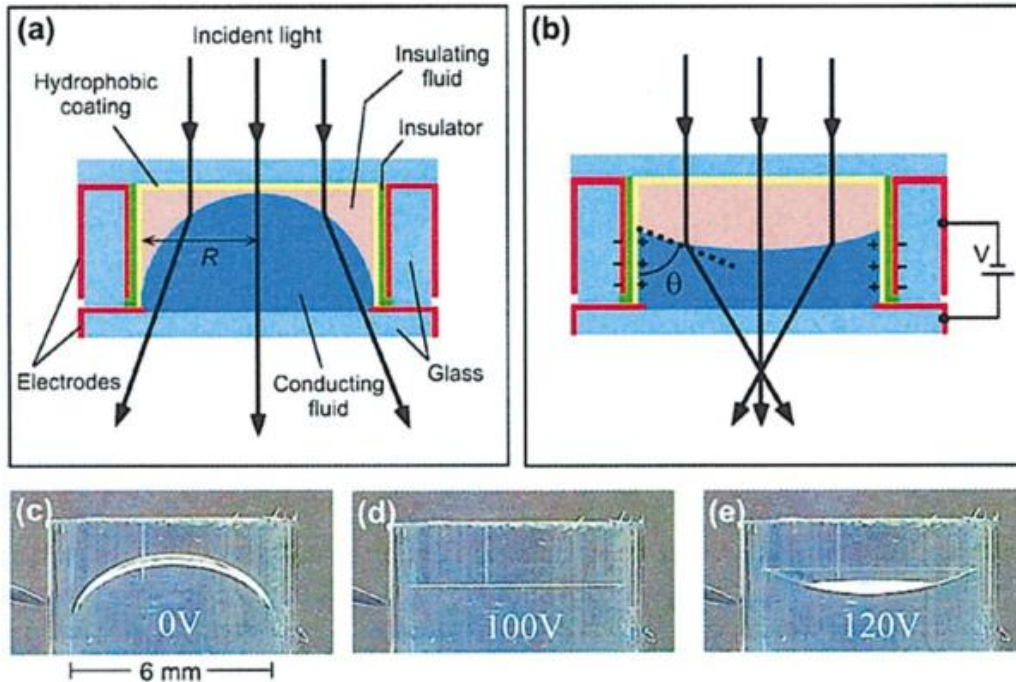 (a)
Incident light
Hydrophobic
coating
Insulating
fluid
Insulator
R
Electrodes
Conducting
fluid
Glass
(b)
θ
+ -
+ -
+ -
+ -
+ -
+ -
V
(c)
0V
6 mm
(d)
100V
(e)
120V